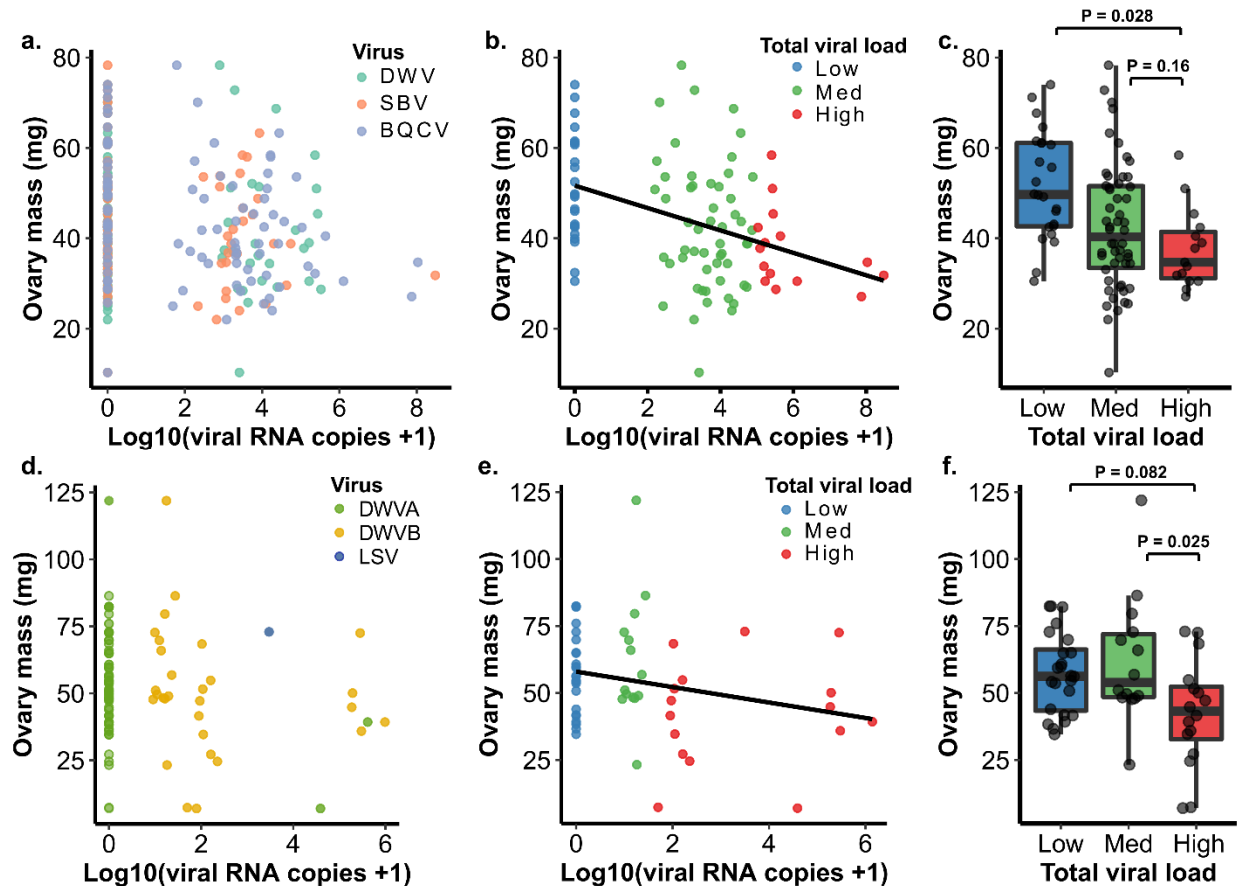 a.
Virus
DWV
SBV
BQCV
80
60
40
20
Ovary mass (mg)
0 2 4 6 8
Log10(viral RNA copies +1)
b.
Total viral load
Low
Med
High
80
60
40
20
Ovary mass (mg)
0 2 4 6 8
Log10(viral RNA copies +1)
c.
P = 0.028
P = 0.16
80
60
40
20
Ovary mass (mg)
Low Med High
Total viral load
d.
Virus
DWVA
DWVB
LSV
125
100
75
50
25
Ovary mass (mg)
0 2 4 6
Log10(viral RNA copies +1)
e.
Total viral load
Low
Med
High
125
100
75
50
25
Ovary mass (mg)
0 2 4 6
Log10(viral RNA copies +1)
f.
P = 0.082
P = 0.025
125
100
75
50
25
Ovary mass (mg)
Low Med High
Total viral load